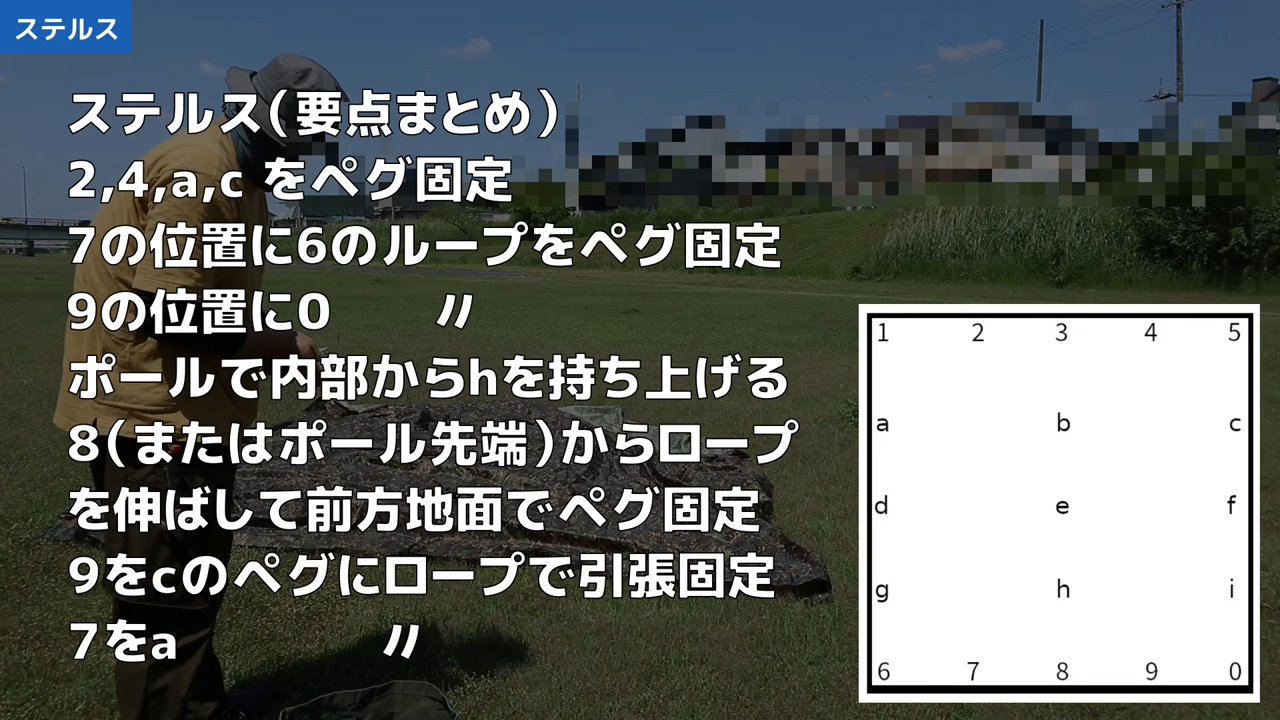 ステルス
ステルス(要点まとめ)
2,4,a,c をペグ固定
7の位置に6のループをペグ固定
9の位置に0 〃
ポールで内部からhを持ち上げる
8(またはポール先端)からロープ
を伸ばして前方地面でペグ固定
9をcのペグにロープで引張固定
7をa 〃
1 2 3 4 5
a b c
d e f
g h i
6 7 8 9 0